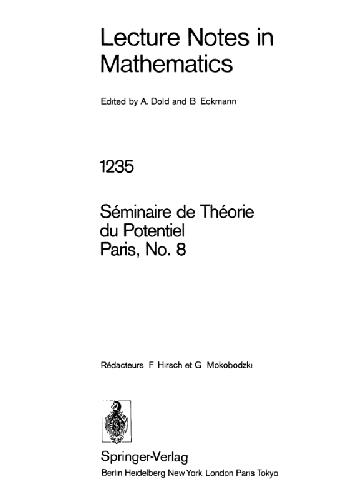 Lecture Notes in
Mathematics
Edited by A. Dold and B. Eckmann
1235
Séminaire de Théorie
du Potentiel
Paris, No. 8
Rédacteurs F. Hirsch et G. Mokobodzki
Springer-Verlag
Berlin Heidelberg New York London Paris Tokyo